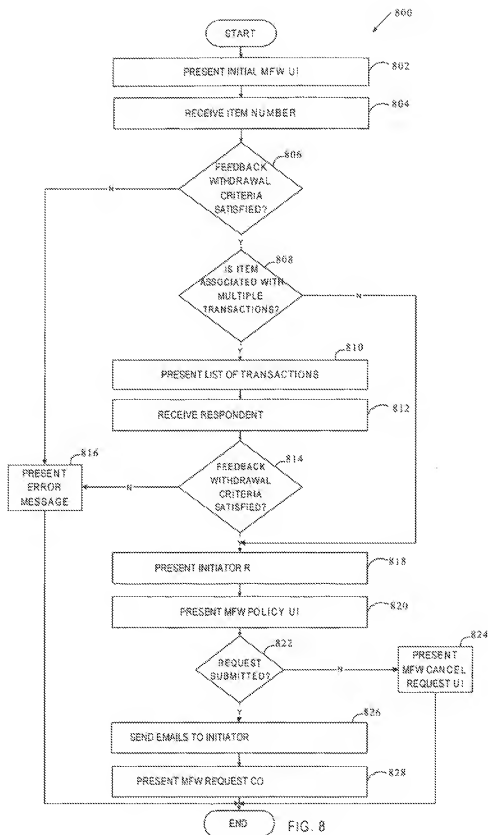 800
START
PRESENT INITIAL MFW UI
802
RECEIVE ITEM NUMBER
804
806
FEEDBACK
WITHDRAWAL
CRITERIA
SATISFIED?
N
Y
808
IS ITEM
ASSOCIATED WITH
MULTIPLE
TRANSACTIONS?
N
Y
810
PRESENT LIST OF TRANSACTIONS
RECEIVE RESPONDENT
812
814
FEEDBACK
WITHDRAWAL
CRITERIA
SATISFIED?
816
PRESENT
ERROR
MESSAGE
N
Y
PRESENT INITIATOR R
818
PRESENT MFW POLICY UI
820
822
REQUEST
SUBMITTED?
N
824
PRESENT
MFW CANCEL
REQUEST UI
Y
826
SEND EMAILS TO INITIATOR
PRESENT MFW REQUEST CO
828
END
FIG. 8